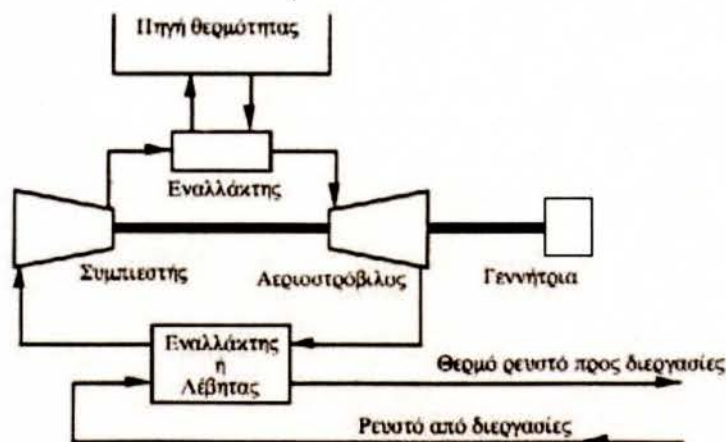 Πηγή θερμότητας
Εναλλάκτης
Συμπιεστής
Αεριοστρόβιλος
Γεννήτρια
Εναλλάκτης
ή
Λέβητας
Θερμό ρευστό προς διεργασίες
Ρευστό από διεργασίες